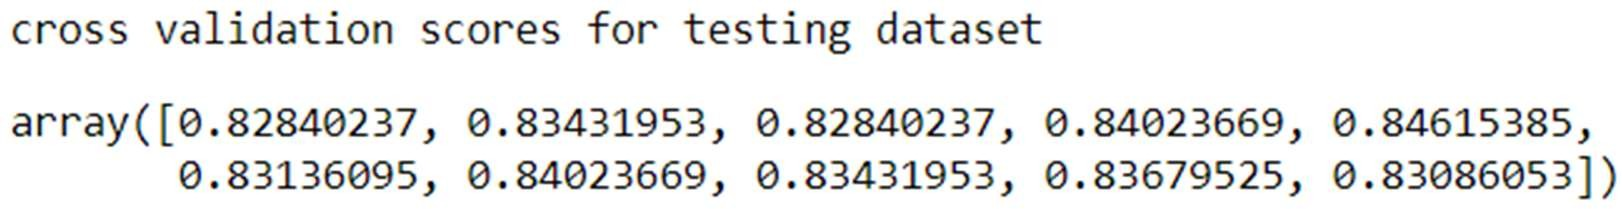 cross validation scores for testing dataset
array([0.82840237, 0.83431953, 0.82840237, 0.84023669, 0.84615385,
0.83136095, 0.84023669, 0.83431953, 0.83679525, 0.83086053])